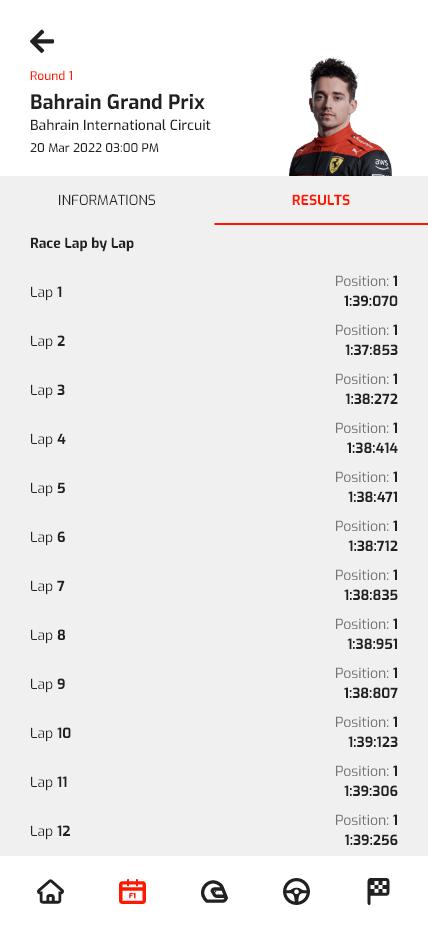 Round 1
Bahrain Grand Prix
Bahrain International Circuit
20 Mar 2022 03:00 PM
aws
INFORMATIONS
RESULTS
Race Lap by Lap
Lap 1
Position: 1
1:39:070
Lap 2
Position: 1
1:37:853
Lap 3
Position: 1
1:38:272
Lap 4
Position: 1
1:38:414
Lap 5
Position: 1
1:38:471
Lap 6
Position: 1
1:38:712
Lap 7
Position: 1
1:38:835
Lap 8
Position: 1
1:38:951
Lap 9
Position: 1
1:38:807
Lap 10
Position: 1
1:39:123
Lap 11
Position: 1
1:39:306
Lap 12
Position: 1
1:39:256
F1